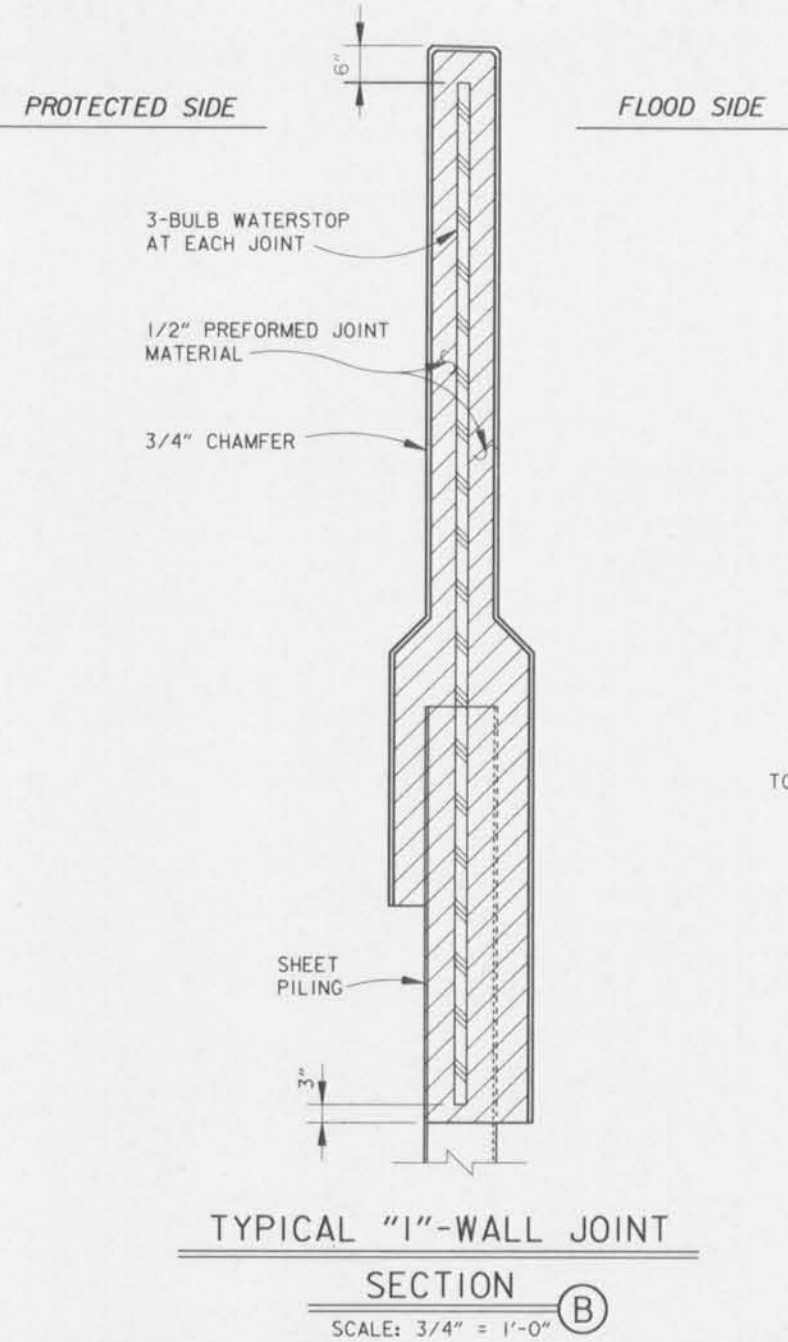 6"
PROTECTED SIDE
FLOOD SIDE
3-BULB WATERSTOP
AT EACH JOINT
1/2" PREFORMED JOINT
MATERIAL
3/4" CHAMFER
TO
SHEET
PILING
3"
TYPICAL "I"-WALL JOINT
SECTION B
SCALE: 3/4" = 1'-0"